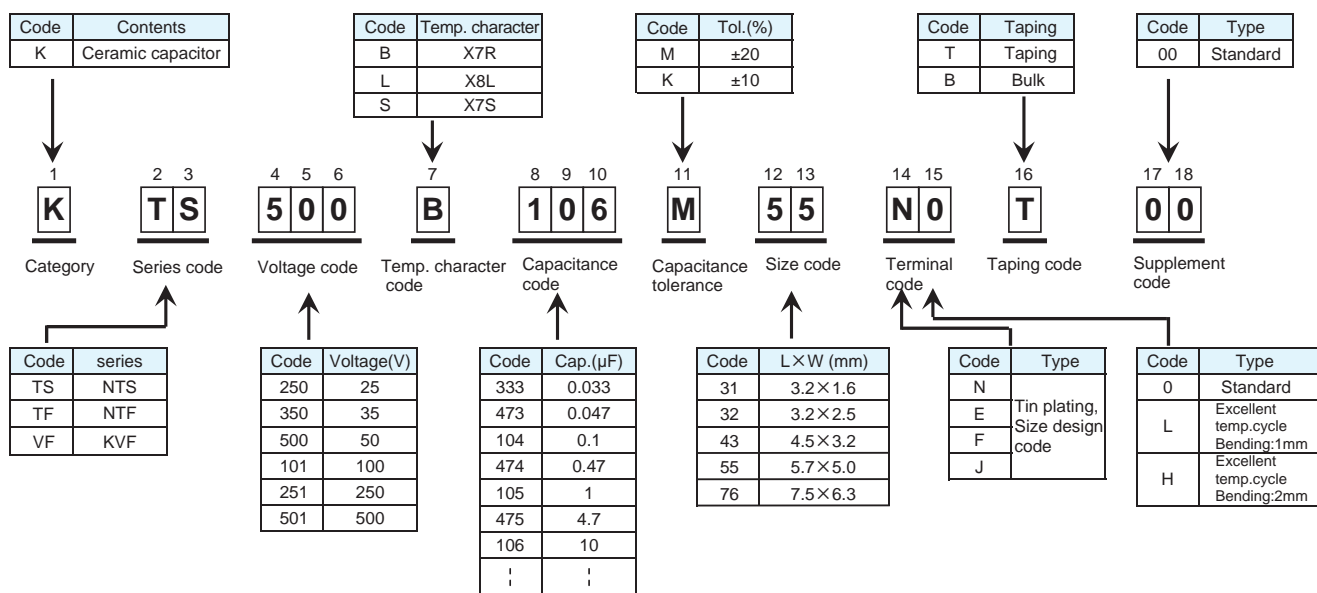 Code Contents
K Ceramic capacitor
Code Temp. character
B X7R
L X8L
S X7S
Code Tol.(%)
M ±20
K ±10
Code Taping
T Taping
B Bulk
Code Type
00 Standard
1 2 3 4 5 6 7 8 9 10 11 12 13 14 15 16 17 18
K T S 5 0 0 B 1 0 6 M 5 5 N 0 T 0 0
Category
Series code
Voltage code
Temp. character
code
Capacitance
code
Capacitance
tolerance
Size code
Terminal
code
Taping code
Supplement
code
Code series
TS NTS
TF NTF
VF KVF
Code Voltage(V)
250 25
350 35
500 50
101 100
251 250
501 500
Code Cap.(μF)
333 0.033
473 0.047
104 0.1
474 0.47
105 1
475 4.7
106 10
Code L×W (mm)
31 3.2×1.6
32 3.2×2.5
43 4.5×3.2
55 5.7×5.0
76 7.5×6.3
Code Type
N
E
F
J
Tin plating,
Size design
code
Code Type
0 Standard
L Excellent
temp.cycle
Bending:1mm
H Excellent
temp.cycle
Bending:2mm